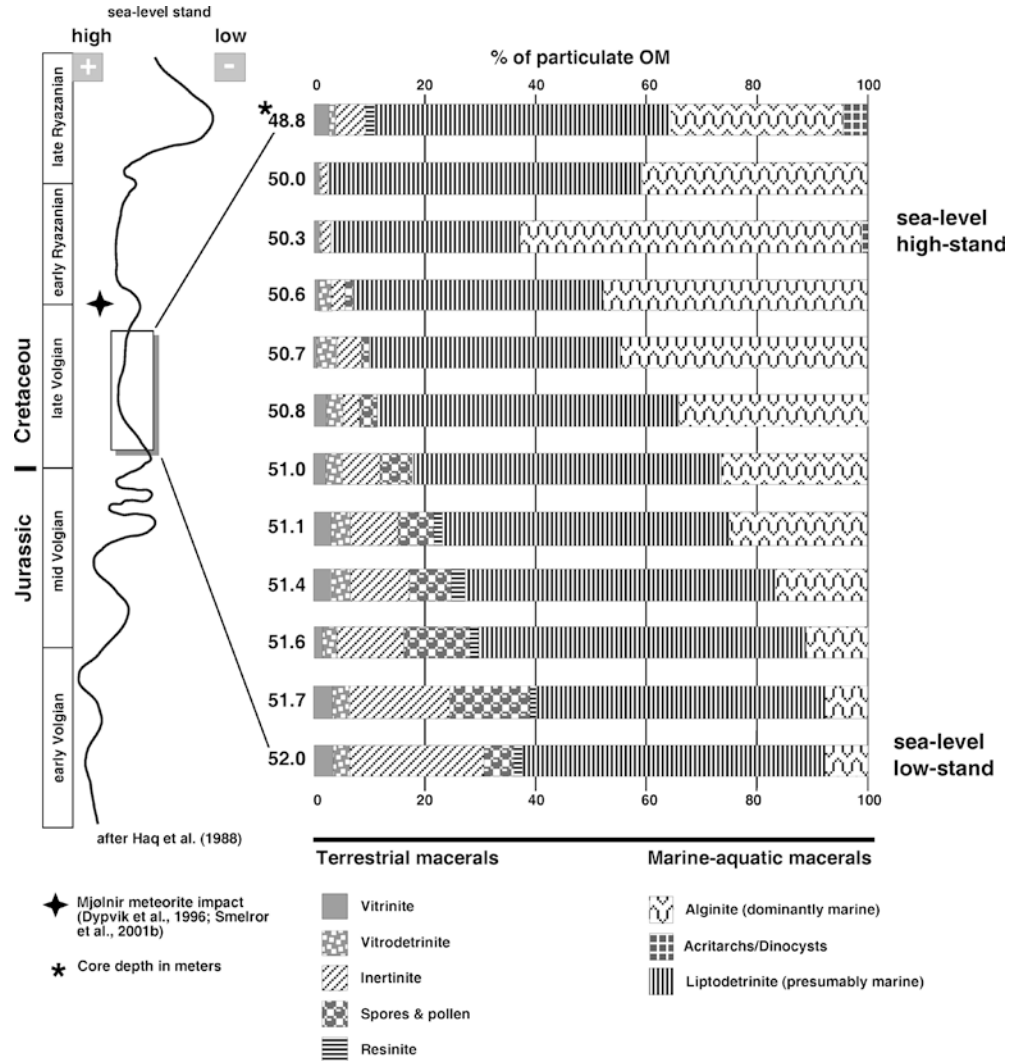 sea-level stand
high low
+ -
late Ryazanian
early Ryazanian
late Volgian
mid Volgian
early Volgian
Cretaceou
Jurassic
after Haq et al. (1988)
% of particulate OM
0 20 40 60 80 100
*
48.8
50.0
50.3
50.6
50.7
50.8
51.0
51.1
51.4
51.6
51.7
52.0
0 20 40 60 80 100
sea-level
high-stand
sea-level
low-stand
Mjølnir meteorite impact
(Dypvik et al., 1996; Smelror
et al., 2001b)
* Core depth in meters
Terrestrial macerals
Vitrinite
Vitrodetrinite
Inertinite
Spores & pollen
Resinite
Marine-aquatic macerals
Alginite (dominantly marine)
Acritarchs/Dinocysts
Liptodetrinite (presumably marine)